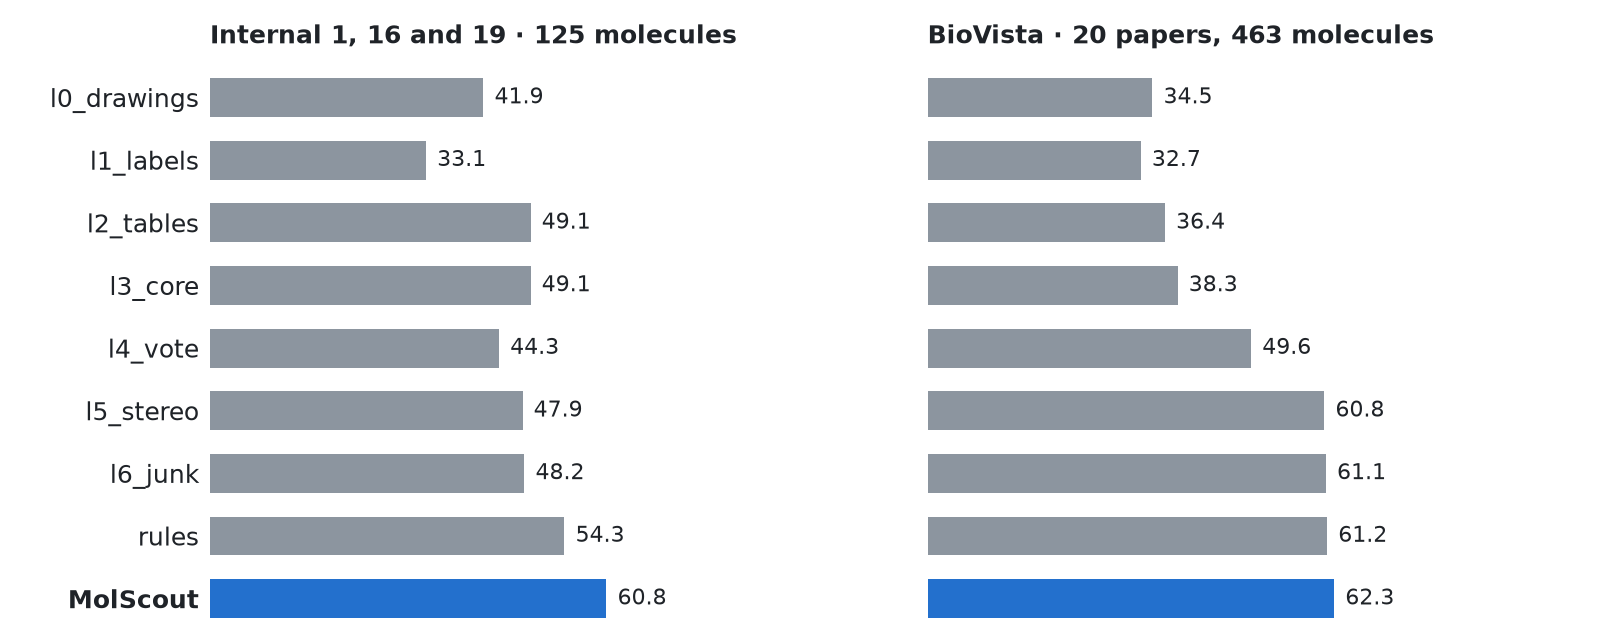 Internal 1, 16 and 19 · 125 molecules
BioVista · 20 papers, 463 molecules
l0_drawings 41.9 34.5
l1_labels 33.1 32.7
l2_tables 49.1 36.4
l3_core 49.1 38.3
l4_vote 44.3 49.6
l5_stereo 47.9 60.8
l6_junk 48.2 61.1
rules 54.3 61.2
MolScout 60.8 62.3